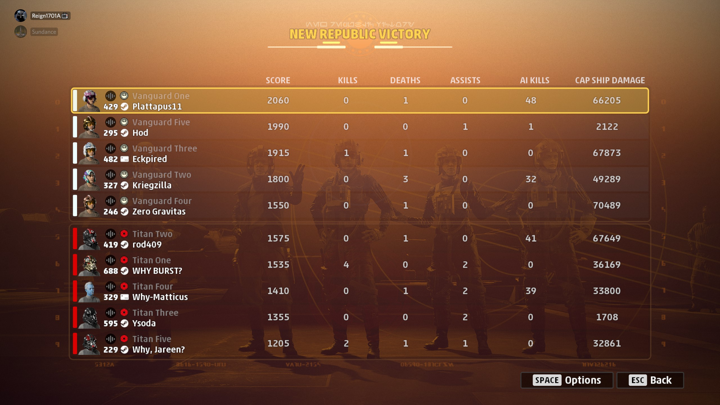 Reign1701A
Sundance
NEW REPUBLIC VICTORY
SCORE KILLS DEATHS ASSISTS AI KILLS CAP SHIP DAMAGE
Vanguard One
429 Plattapus11 2060 0 1 0 48 66205
Vanguard Five
295 Hod 1990 0 0 1 1 2122
Vanguard Three
482 Eckpired 1915 1 1 0 0 67873
Vanguard Two
327 Kriegzilla 1800 0 3 0 32 49289
Vanguard Four
246 Zero Gravitas 1550 0 1 0 0 70489
Titan Two
419 rod409 1575 0 1 0 41 67649
Titan One
688 WHY BURST? 1535 4 0 2 0 36169
Titan Four
329 Why-Matticus 1410 0 1 2 39 33800
Titan Three
595 Ysoda 1355 0 0 2 0 1708
Titan Five
229 Why, Jareen? 1205 2 1 1 0 32861
SPACE Options ESC Back